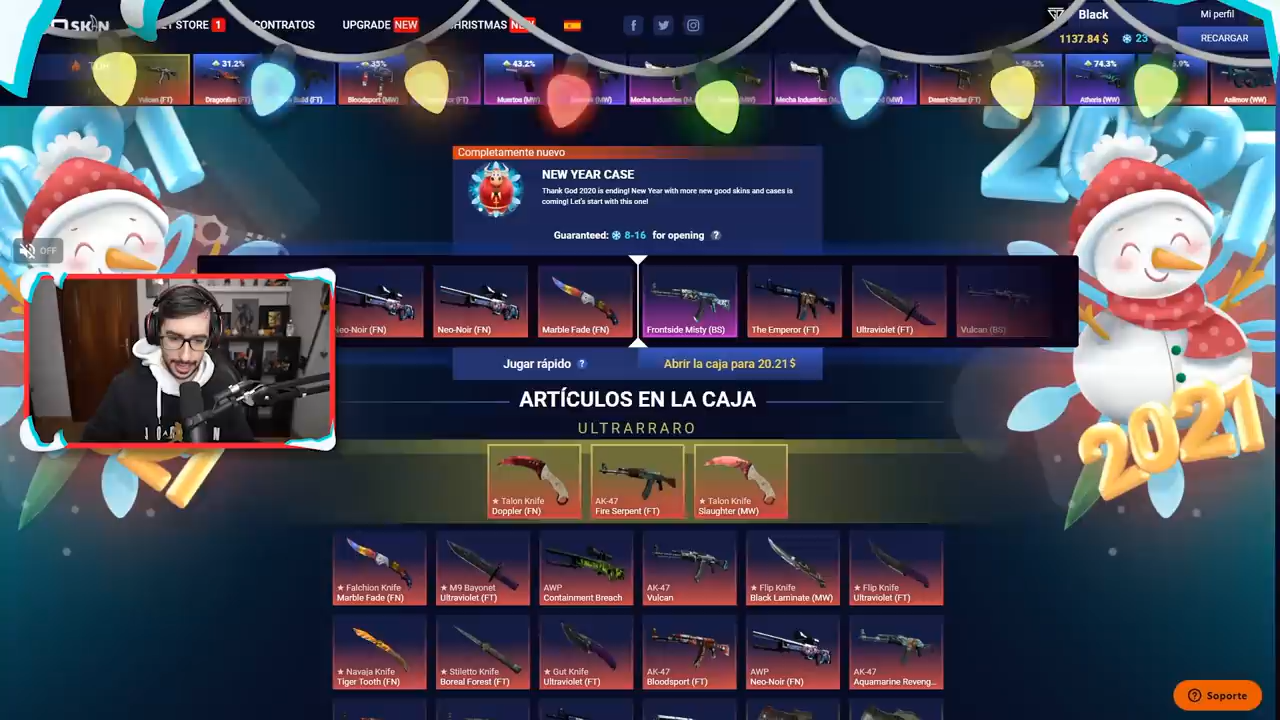 SKIN
STORE 1
CONTRATOS
UPGRADE NEW
CHRISTMAS
Black
1137.84 $
23
Mi perfil
RECARGAR
Vulcan (FT)
31.2%
35%
Bloodsport (MW)
43.2%
Muertos (MW)
Mecha Industries
Mecha Industries
Desert-Strike (FT)
74.3%
Atheris (WW)
Asiimov (WW)
Completamente nuevo
NEW YEAR CASE
Thank God 2020 is ending! New Year with more new good skins and cases is
coming! Let's start with this one!
Guaranteed: 8-16 for opening ?
OFF
Neo-Noir (FN)
Neo-Noir (FN)
Marble Fade (FN)
Frontside Misty (BS)
The Emperor (FT)
Ultraviolet (FT)
Vulcan (BS)
Jugar rápido ?
Abrir la caja para 20.21 $
ARTÍCULOS EN LA CAJA
ULTRARRARO
★ Talon Knife
Doppler (FN)
AK-47
Fire Serpent (FT)
★ Talon Knife
Slaughter (MW)
★ Falchion Knife
Marble Fade (FN)
★ M9 Bayonet
Ultraviolet (FT)
AWP
Containment Breach
AK-47
Vulcan
★ Flip Knife
Black Laminate (MW)
★ Flip Knife
Ultraviolet (FT)
★ Navaja Knife
Tiger Tooth (FN)
★ Stiletto Knife
Boreal Forest (FT)
★ Gut Knife
Ultraviolet (FT)
AK-47
Bloodsport (FT)
AWP
Neo-Noir (FN)
AK-47
Aquamarine Reveng...
2021
2021
Soporte